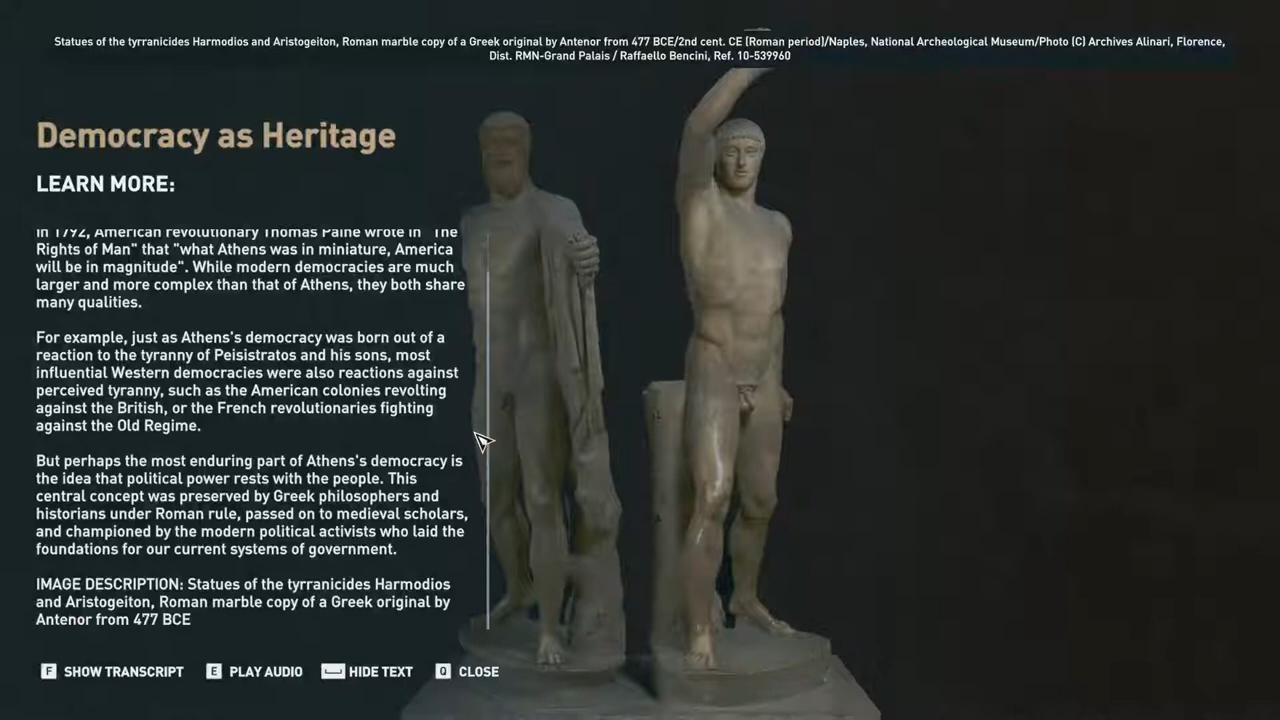 Statues of the tyrranicides Harmodios and Aristogeiton, Roman marble copy of a Greek original by Antenor from 477 BCE/2nd cent. CE (Roman period)/Naples, National Archeological Museum/Photo (C) Archives Alinari, Florence,
Dist. RMN-Grand Palais / Raffaello Bencini, Ref. 10-539960
Democracy as Heritage
LEARN MORE:
In 1792, American revolutionary Thomas Paine wrote in "The
Rights of Man" that "what Athens was in miniature, America
will be in magnitude". While modern democracies are much
larger and more complex than that of Athens, they both share
many qualities.
For example, just as Athens's democracy was born out of a
reaction to the tyranny of Peisistratos and his sons, most
influential Western democracies were also reactions against
perceived tyranny, such as the American colonies revolting
against the British, or the French revolutionaries fighting
against the Old Regime.
But perhaps the most enduring part of Athens's democracy is
the idea that political power rests with the people. This
central concept was preserved by Greek philosophers and
historians under Roman rule, passed on to medieval scholars,
and championed by the modern political activists who laid the
foundations for our current systems of government.
IMAGE DESCRIPTION: Statues of the tyrranicides Harmodios
and Aristogeiton, Roman marble copy of a Greek original by
Antenor from 477 BCE
F SHOW TRANSCRIPT E PLAY AUDIO HIDE TEXT Q CLOSE